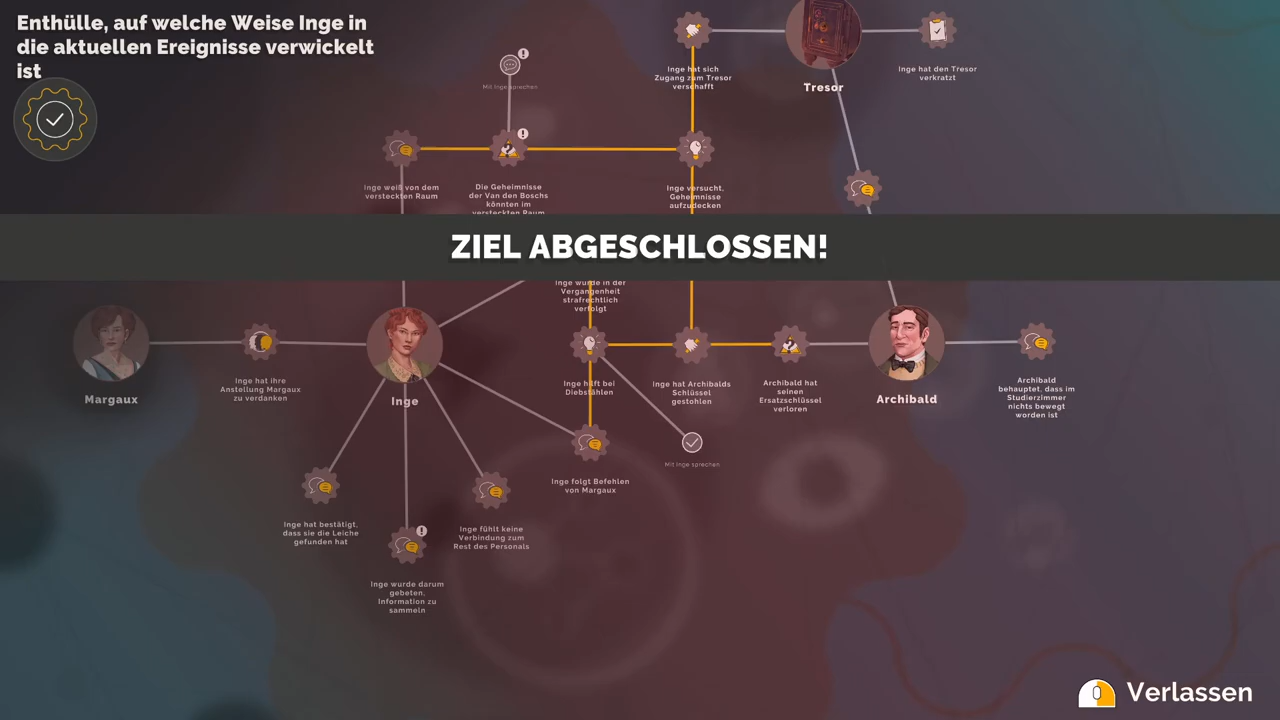 Enthülle, auf welche Weise Inge in
die aktuellen Ereignisse verwickelt
ist
Mit Inge sprechen
Inge hat sich
Zugang zum Tresor
verschafft
Tresor
Inge hat den Tresor
verkratzt
Inge weiß von dem
versteckten Raum
Die Geheimnisse
der Van den Boschs
könnten im
versteckten Raum
Inge versucht,
Geheimnisse
aufzudecken
ZIEL ABGESCHLOSSEN!
Inge wurde in der
Vergangenheit
strafrechtlich
verfolgt
Margaux
Inge hat ihre
Anstellung Margaux
zu verdanken
Inge
Inge hilft bei
Diebstählen
Inge hat Archibalds
Schlüssel
gestohlen
Archibald hat
seinen
Ersatzschlüssel
verloren
Archibald
Archibald
behauptet, dass im
Studierzimmer
nichts bewegt
worden ist
Mit Inge sprechen
Inge folgt Befehlen
von Margaux
Inge hat bestätigt,
dass sie die Leiche
gefunden hat
Inge fühlt keine
Verbindung zum
Rest des Personals
Inge wurde darum
gebeten,
Information zu
sammeln
Verlassen